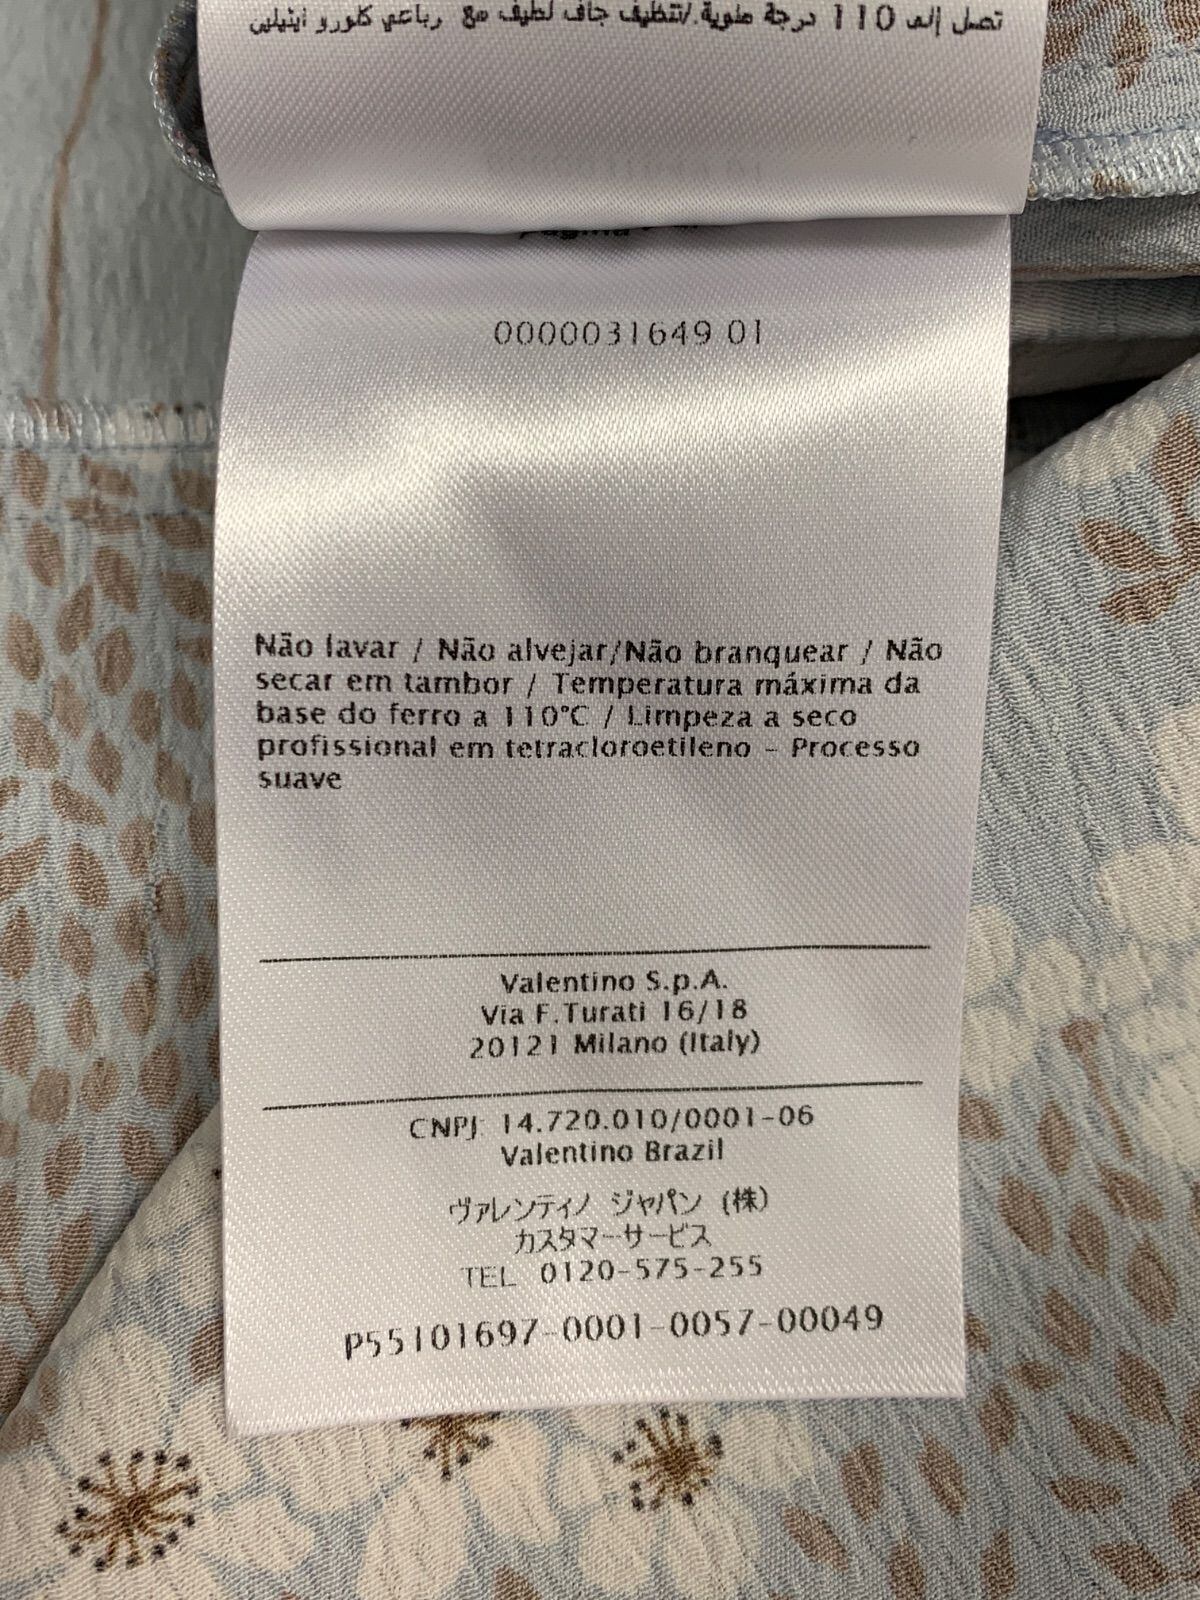 تصل إلى 110 درجة مئوية./تنظيف جاف لطيف مع رباعي كلورو ايثيلين
0000031649 01
Não lavar / Não alvejar/Não branquear / Não
secar em tambor / Temperatura máxima da
base do ferro a 110°C / Limpeza a seco
profissional em tetracloroetileno - Processo
suave
Valentino S.p.A.
Via F.Turati 16/18
20121 Milano (Italy)
CNPJ 14.720.010/0001-06
Valentino Brazil
ヴァレンティノ ジャパン (株)
カスタマーサービス
TEL 0120-575-255
P55101697-0001-0057-00049